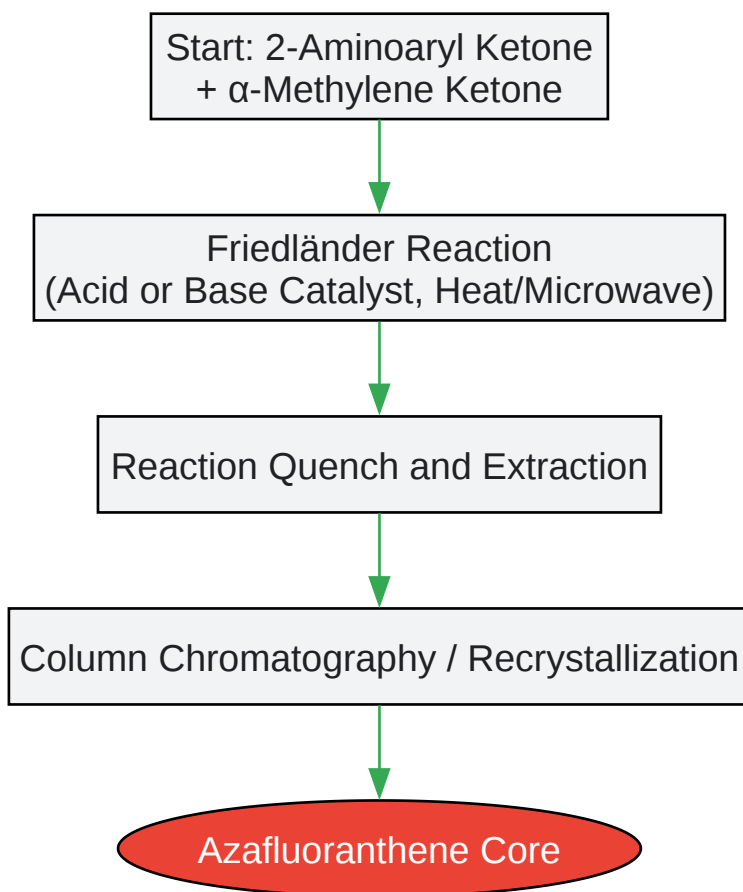 Start: 2-Aminoaryl Ketone
+ α-Methylene Ketone
Friedländer Reaction
(Acid or Base Catalyst, Heat/Microwave)
Reaction Quench and Extraction
Column Chromatography / Recrystallization
Azafluoranthene Core